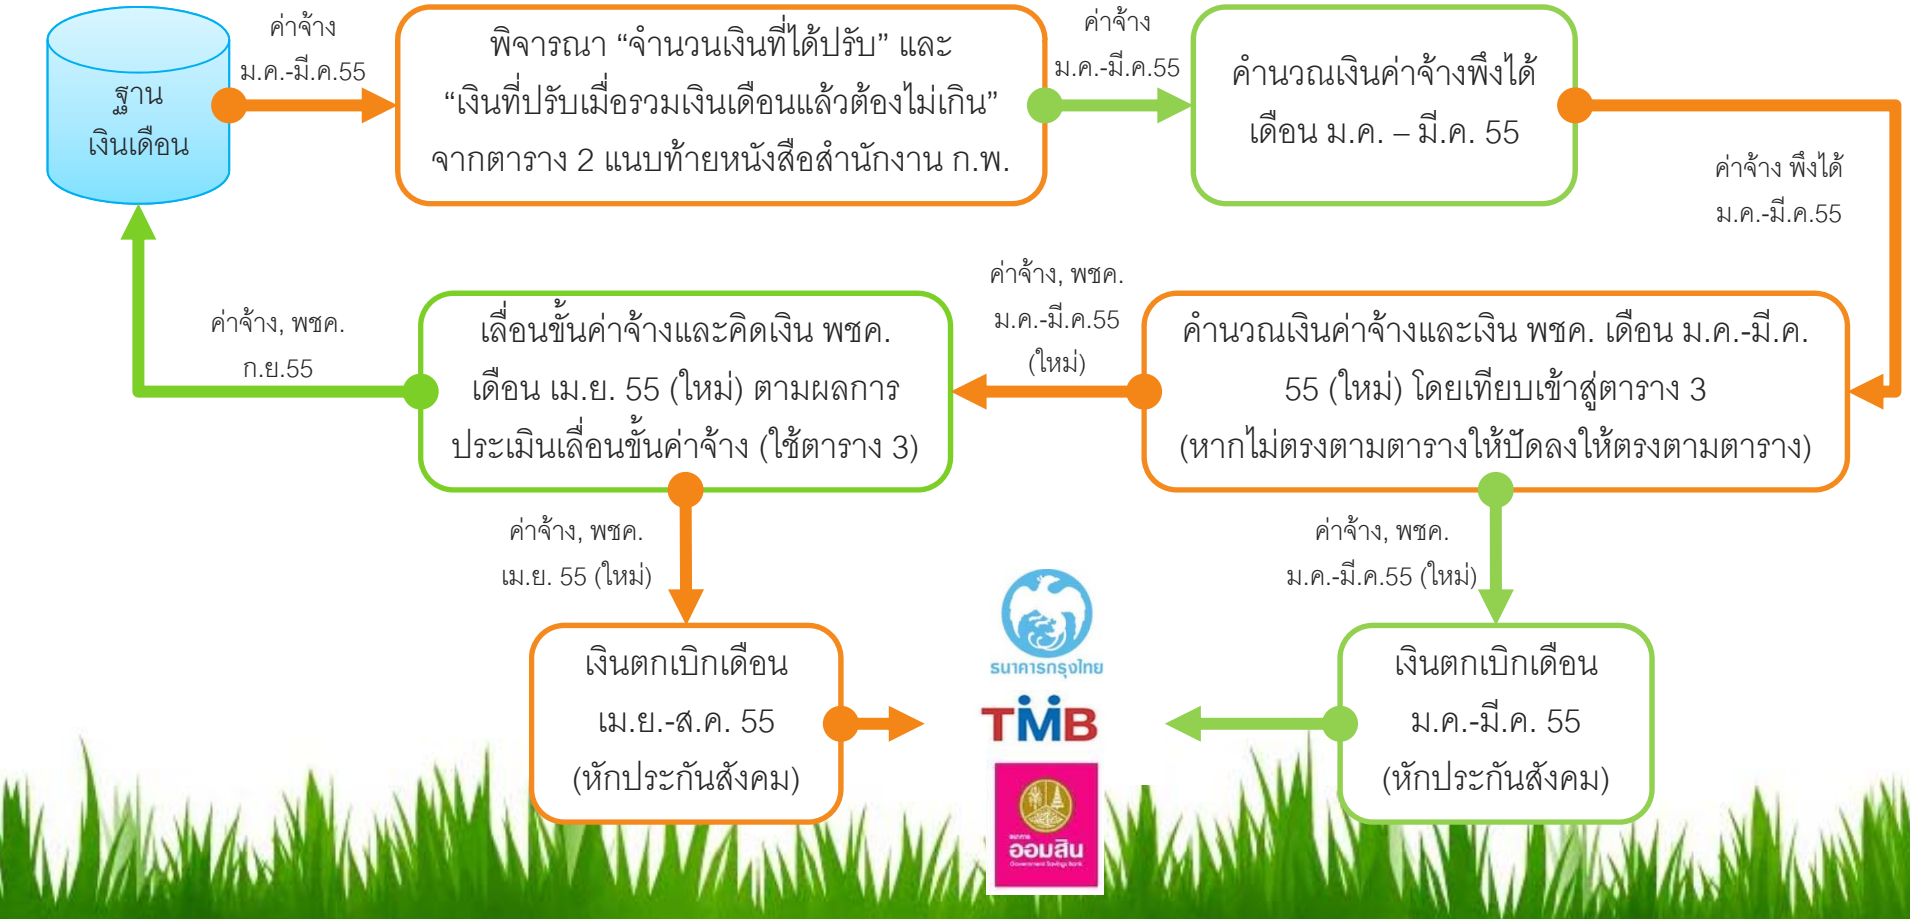 ฐาน
เงินเดือน
ค่าจ้าง
ม.ค.-มี.ค.55
พิจารณา “จำนวนเงินที่ได้ปรับ” และ
“เงินที่ปรับเมื่อรวมเงินเดือนแล้วต้องไม่เกิน”
จากตาราง 2 แนบท้ายหนังสือสำนักงาน ก.พ.
ค่าจ้าง
ม.ค.-มี.ค.55
คำนวณเงินค่าจ้างพึงได้
เดือน ม.ค. – มี.ค. 55
ค่าจ้าง พึงได้
ม.ค.-มี.ค.55
คำนวณเงินค่าจ้างและเงิน พชค. เดือน ม.ค.-มี.ค.
55 (ใหม่) โดยเทียบเข้าสู่ตาราง 3
(หากไม่ตรงตามตารางให้ปัดลงให้ตรงตามตาราง)
ค่าจ้าง, พชค.
ม.ค.-มี.ค.55
(ใหม่)
เลื่อนขั้นค่าจ้างและคิดเงิน พชค.
เดือน เม.ย. 55 (ใหม่) ตามผลการ
ประเมินเลื่อนขั้นค่าจ้าง (ใช้ตาราง 3)
ค่าจ้าง, พชค.
ก.ย.55
ค่าจ้าง, พชค.
เม.ย. 55 (ใหม่)
ค่าจ้าง, พชค.
ม.ค.-มี.ค.55 (ใหม่)
เงินตกเบิกเดือน
เม.ย.-ส.ค. 55
(หักประกันสังคม)
ธนาคารกรุงไทย
TMB
ธนาคาร
ออมสิน
Government Savings Bank
เงินตกเบิกเดือน
ม.ค.-มี.ค. 55
(หักประกันสังคม)